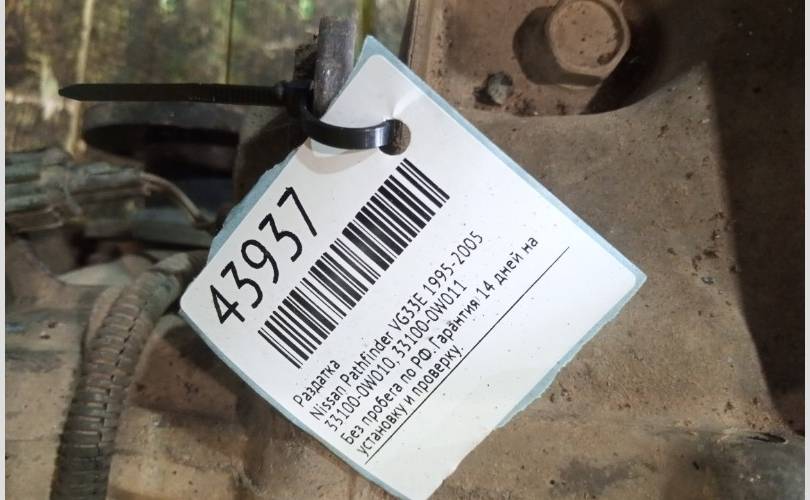 43937
Раздатка
Nissan Pathfinder VG33E 1995-2005
33100-0W010, 33100-0W011
Без пробега по РФ. Гарантия 14 дней на
установку и проверку.